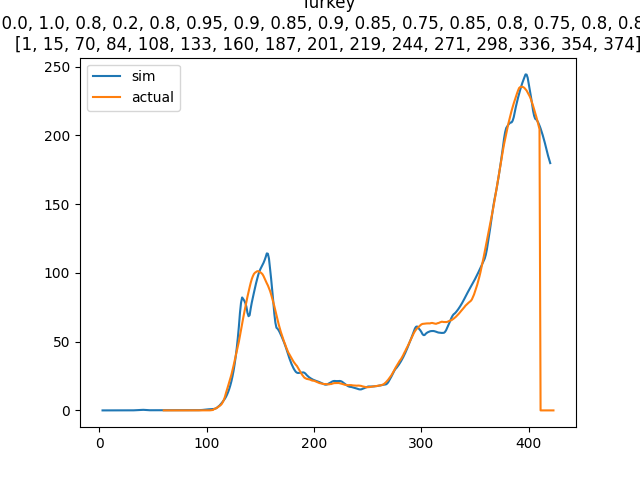 Turkey
0.0, 1.0, 0.8, 0.2, 0.8, 0.95, 0.9, 0.85, 0.9, 0.85, 0.75, 0.85, 0.8, 0.75, 0.8, 0.8
[1, 15, 70, 84, 108, 133, 160, 187, 201, 219, 244, 271, 298, 336, 354, 374]
250
sim
actual
200
150
100
50
0
0 100 200 300 400